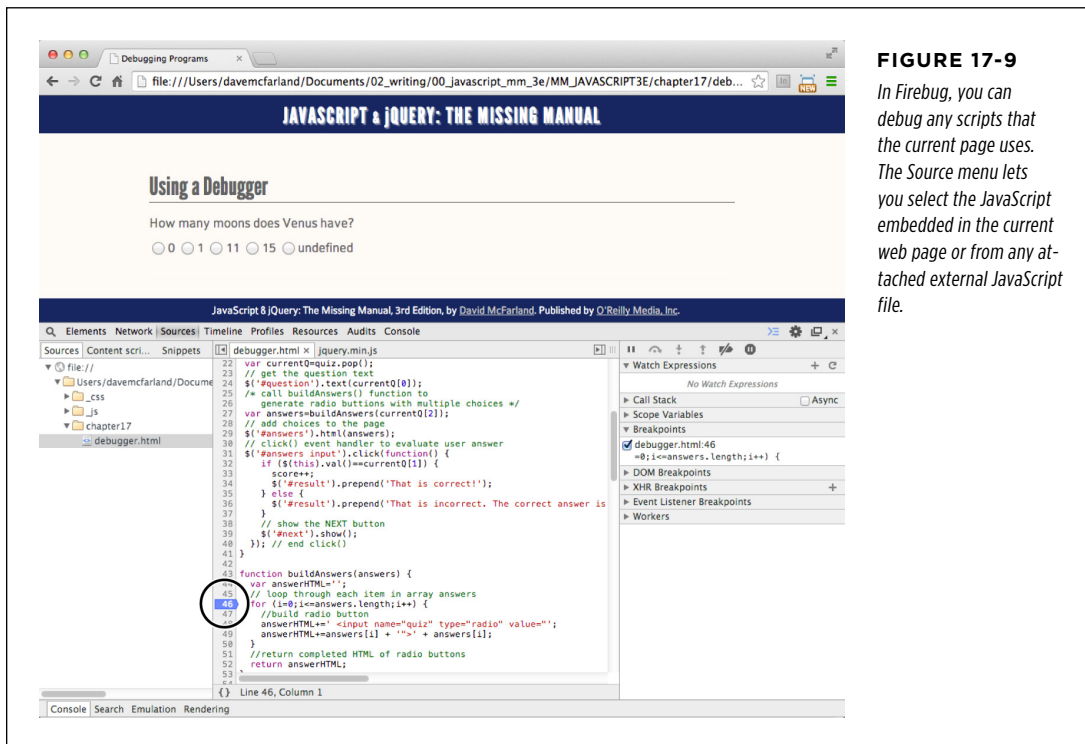 Debugging Programs ×
file:///Users/davemcfarland/Documents/02_writing/00_javascript_mm_3e/MM_JAVASCRIPT3E/chapter17/deb...
NEW
JAVASCRIPT & jQUERY: THE MISSING MANUAL
Using a Debugger
How many moons does Venus have?
0 1 11 15 undefined
JavaScript & jQuery: The Missing Manual, 3rd Edition, by David McFarland. Published by O'Reilly Media, Inc.
Elements Network Sources Timeline Profiles Resources Audits Console
Sources Content scri... Snippets
▼ file://
▼ Users/davemcfarland/Docume
▶ _css
▶ _js
▼ chapter17
debugger.html
debugger.html × jquery.min.js
22 var currentQ=quiz.pop();
23 // get the question text
24 $('#question').text(currentQ[0]);
25 /* call buildAnswers() function to
26 generate radio buttions with multiple choices */
27 var answers=buildAnswers(currentQ[2]);
28 // add choices to the page
29 $('#answers').html(answers);
30 // click() event handler to evaluate user answer
31 $('#answers input').click(function() {
32 if ($(this).val()==currentQ[1]) {
33 score++;
34 $('#result').prepend('That is correct!');
35 } else {
36 $('#result').prepend('That is incorrect. The correct answer is
37 }
38 // show the NEXT button
39 $('#next').show();
40 }); // end click()
41 }
42
43 function buildAnswers(answers) {
44 var answerHTML='';
45 // loop through each item in array answers
46 for (i=0;i<=answers.length;i++) {
47 //build radio button
48 answerHTML+=' <input name="quiz" type="radio" value="';
49 answerHTML+=answers[i] + '">' + answers[i];
50 }
51 //return completed HTML of radio buttons
52 return answerHTML;
53
{} Line 46, Column 1
▼ Watch Expressions + C
No Watch Expressions
▶ Call Stack Async
▶ Scope Variables
▼ Breakpoints
debugger.html:46
=0;i<=answers.length;i++) {
▶ DOM Breakpoints
▶ XHR Breakpoints +
▶ Event Listener Breakpoints
▶ Workers
Console Search Emulation Rendering
FIGURE 17-9
In Firebug, you can
debug any scripts that
the current page uses.
The Source menu lets
you select the JavaScript
embedded in the current
web page or from any at-
tached external JavaScript
file.